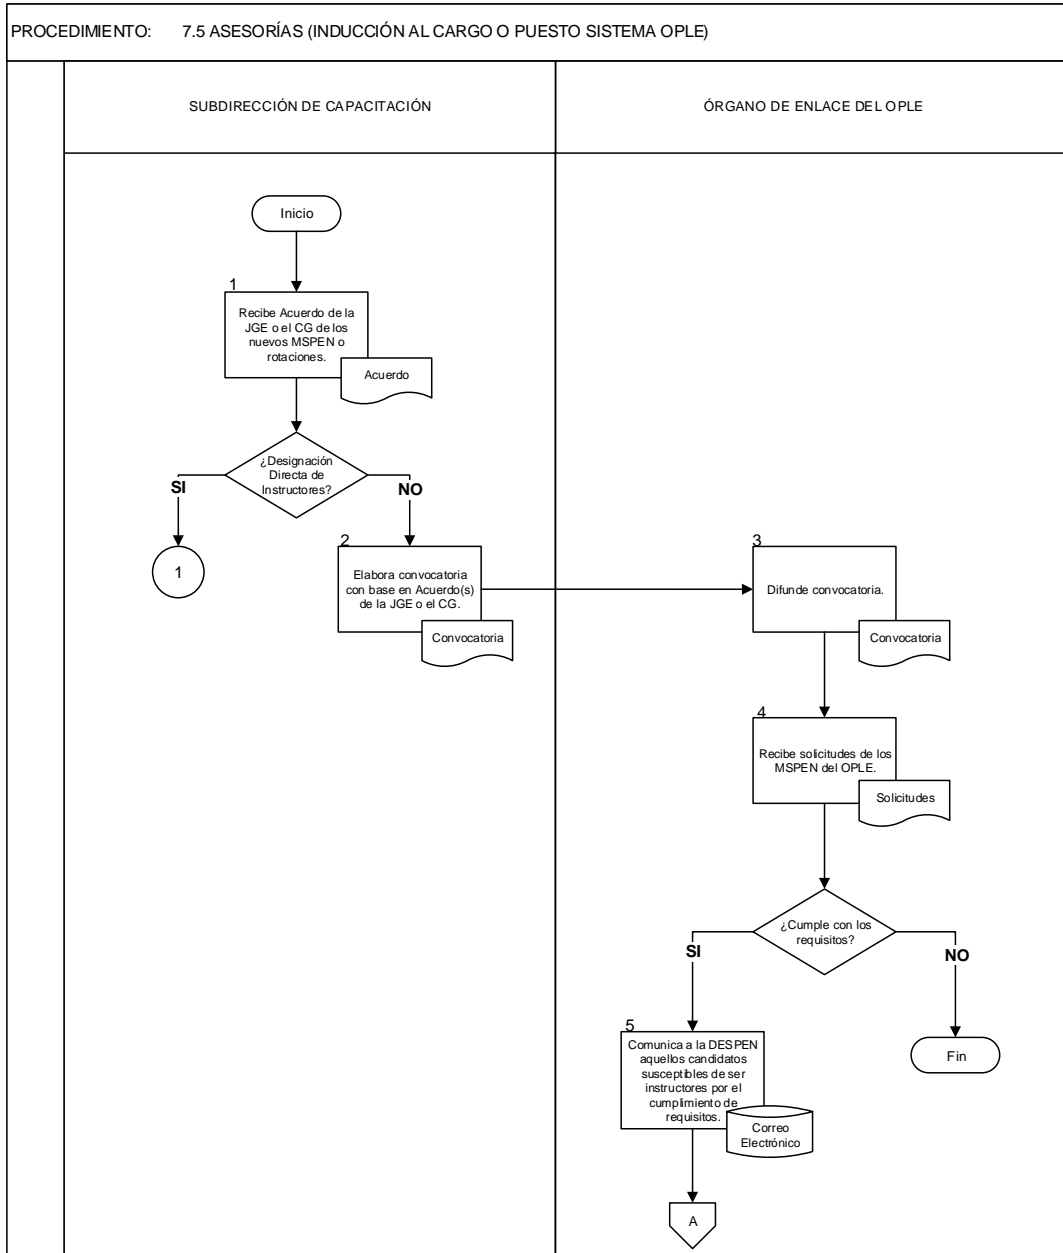 PROCEDIMIENTO: 7.5 ASESORÍAS (INDUCCIÓN AL CARGO O PUESTO SISTEMA OPLE)
SUBDIRECCIÓN DE CAPACITACIÓN
ÓRGANO DE ENLACE DEL OPLE
Inicio
1
Recibe Acuerdo de la
JGE o el CG de los
nuevos MSPEN o
rotaciones.
Acuerdo
¿Designación
Directa de
Instructores?
SI
NO
1
2
Elabora convocatoria
con base en Acuerdo(s)
de la JGE o el CG.
Convocatoria
3
Difunde convocatoria.
Convocatoria
4
Recibe solicitudes de los
MSPEN del OPLE.
Solicitudes
¿Cumple con los
requisitos?
SI
NO
5
Comunica a la DESPEN
aquellos candidatos
susceptibles de ser
instructores por el
cumplimiento de
requisitos.
Correo
Electrónico
Fin
A